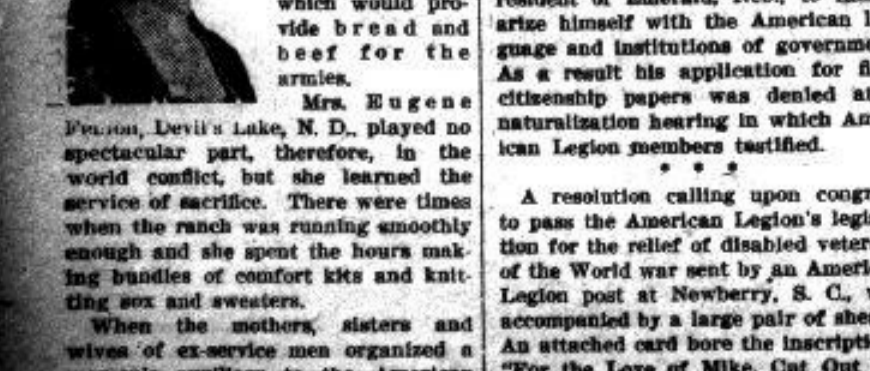 which would pro-
vide bread and
beef for the
armies.
Mrs. Eugene
Devil's Lake, N. D., played no
spectacular part, therefore, in the
world conflict, but she learned the
service of sacrifice. There were times
when the ranch was running smoothly
enough and she spent the hours mak-
ing bundles of comfort kits and knit-
ting sox and sweaters.
When the mothers, sisters and
wives of ex-service men organized a
arize himself with the American
guage and institutions of governme
As a result his application for
citizenship papers was denied at
naturalization hearing in which Am
ican Legion members testified.
* * *
A resolution calling upon congr
to pass the American Legion's legis
tion for the relief of disabled veter
of the World war sent by an Ameri
Legion post at Newberry, S. C.,
accompanied by a large pair of shea
An attached card bore the inscripti
"For the Love of Mike, Cut Out